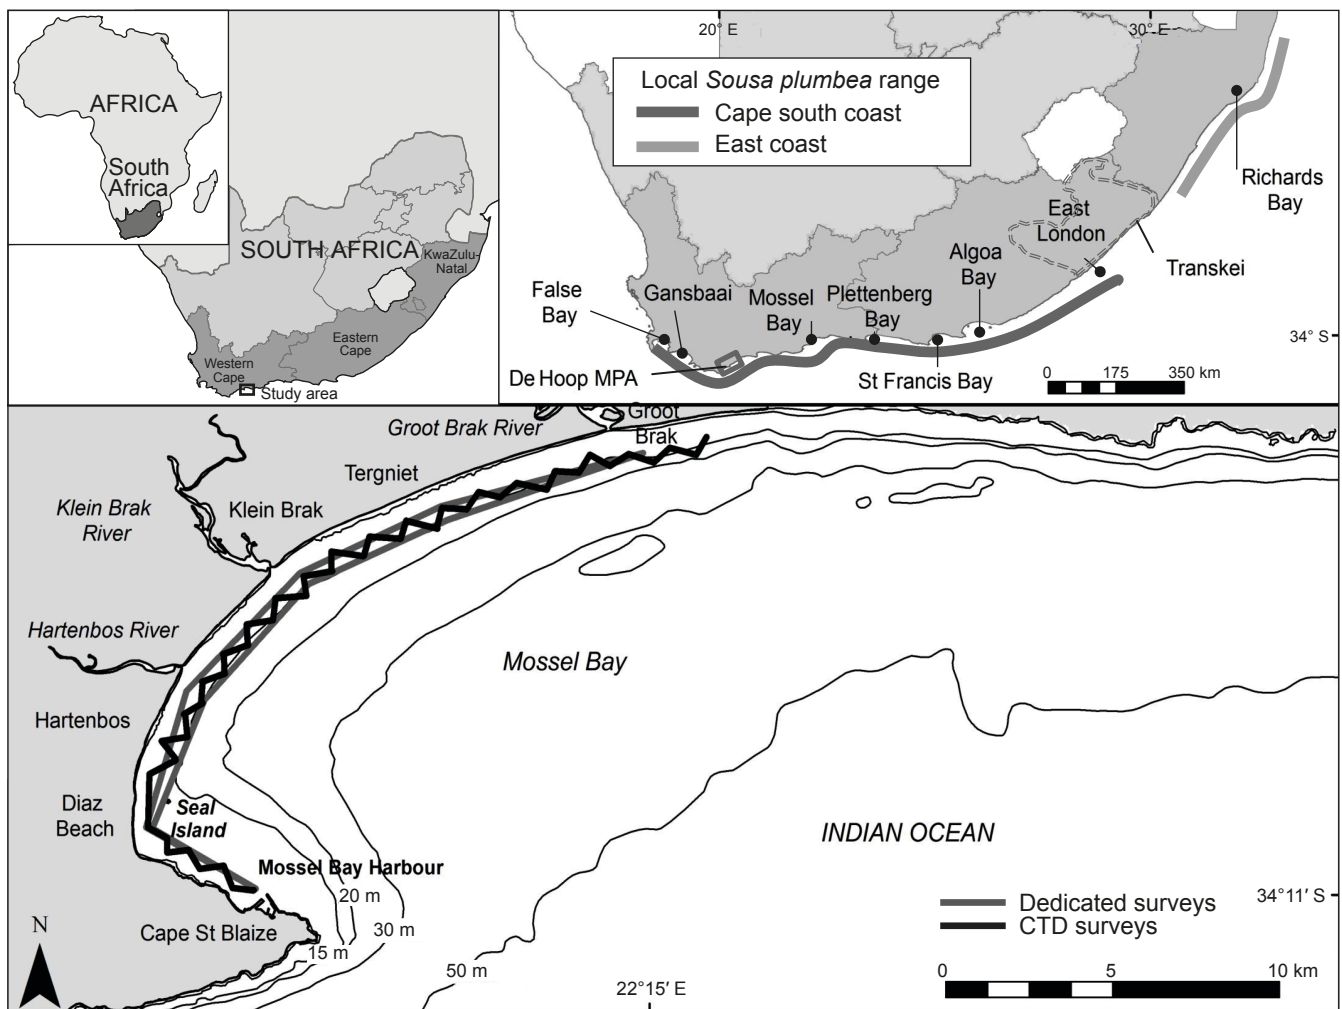 AFRICA
South
Africa
SOUTH AFRICA
KwaZulu-
Natal
Eastern
Cape
Western
Cape
Study area
20° E
30° E
Local Sousa plumbea range
Cape south coast
East coast
Richards
Bay
East
London
Transkei
Algoa
Bay
False
Bay
Gansbaai
Mossel
Bay
Plettenberg
Bay
34° S
De Hoop MPA
St Francis Bay
0 175 350 km
Groot Brak River
Groot
Brak
Tergniet
Klein Brak
River
Klein Brak
Hartenbos River
Mossel Bay
Hartenbos
Diaz
Beach
Seal
Island
INDIAN OCEAN
Mossel Bay Harbour
20 m
34°11′ S
Dedicated surveys
CTD surveys
N
Cape St Blaize
30 m
15 m
50 m
22°15′ E
0 5 10 km